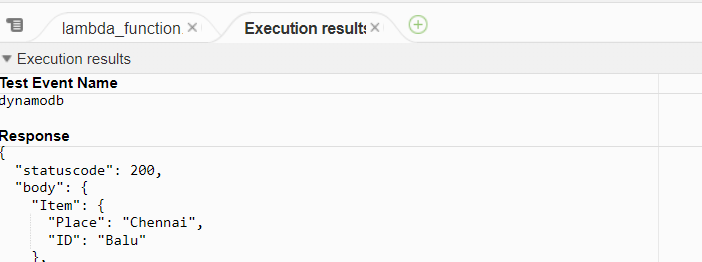 lambda_function.
Execution results
Execution results
Test Event Name
dynamodb
Response
{
"statuscode": 200,
"body": {
"Item": {
"Place": "Chennai",
"ID": "Balu"
},